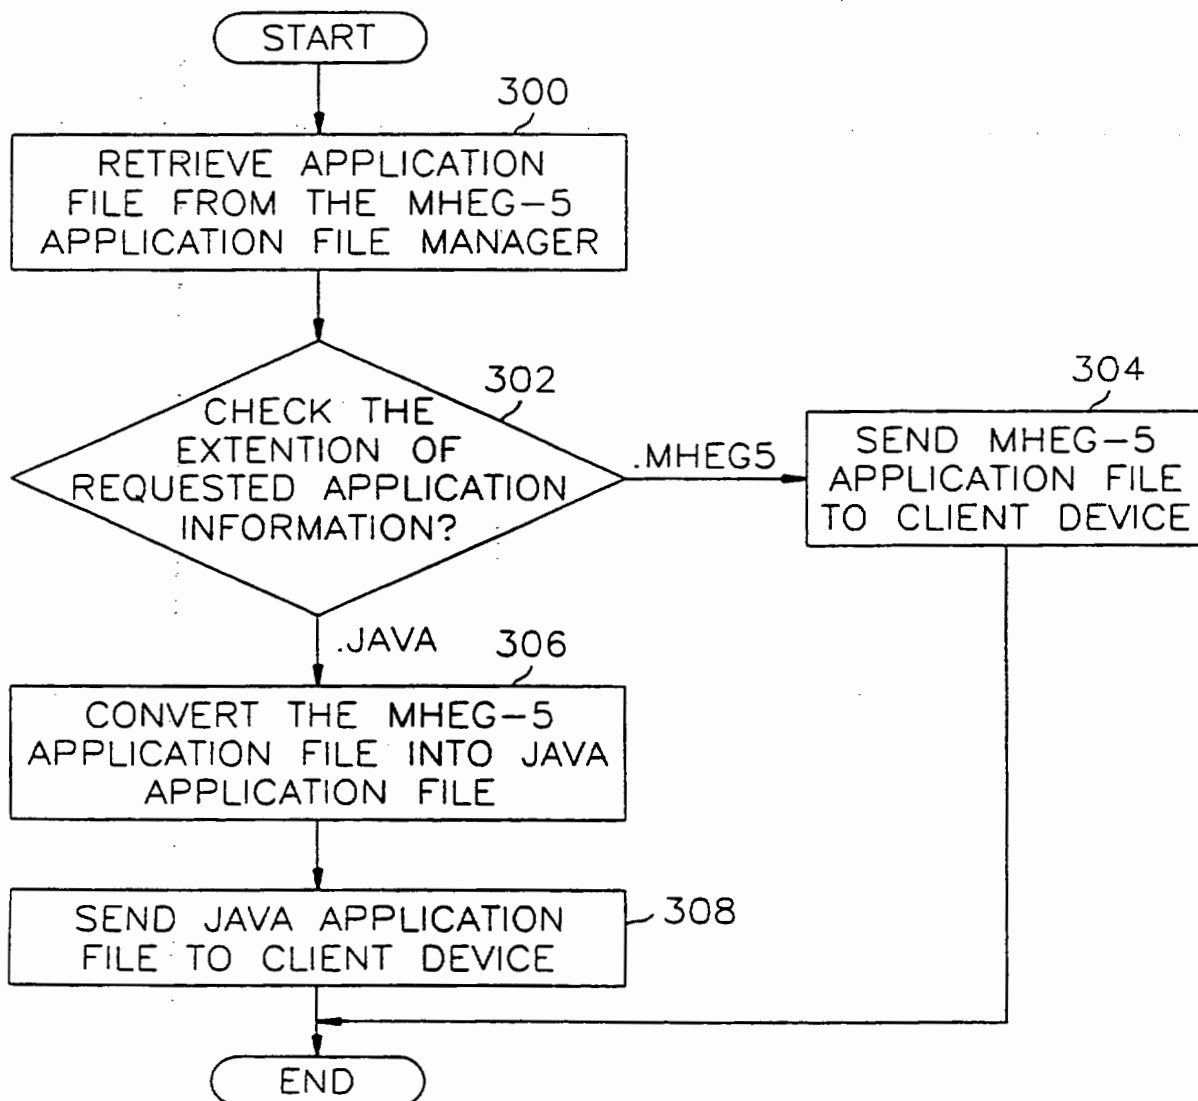 START
300
RETRIEVE APPLICATION
FILE FROM THE MHEG-5
APPLICATION FILE MANAGER
302
CHECK THE
EXTENTION OF
REQUESTED APPLICATION
INFORMATION?
.MHEG5
304
SEND MHEG-5
APPLICATION FILE
TO CLIENT DEVICE
.JAVA
306
CONVERT THE MHEG-5
APPLICATION FILE INTO JAVA
APPLICATION FILE
SEND JAVA APPLICATION
FILE TO CLIENT DEVICE
308
END